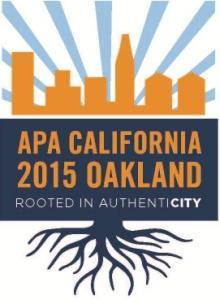 APA CALIFORNIA
2015 OAKLAND
ROOTED IN AUTHENTICITY